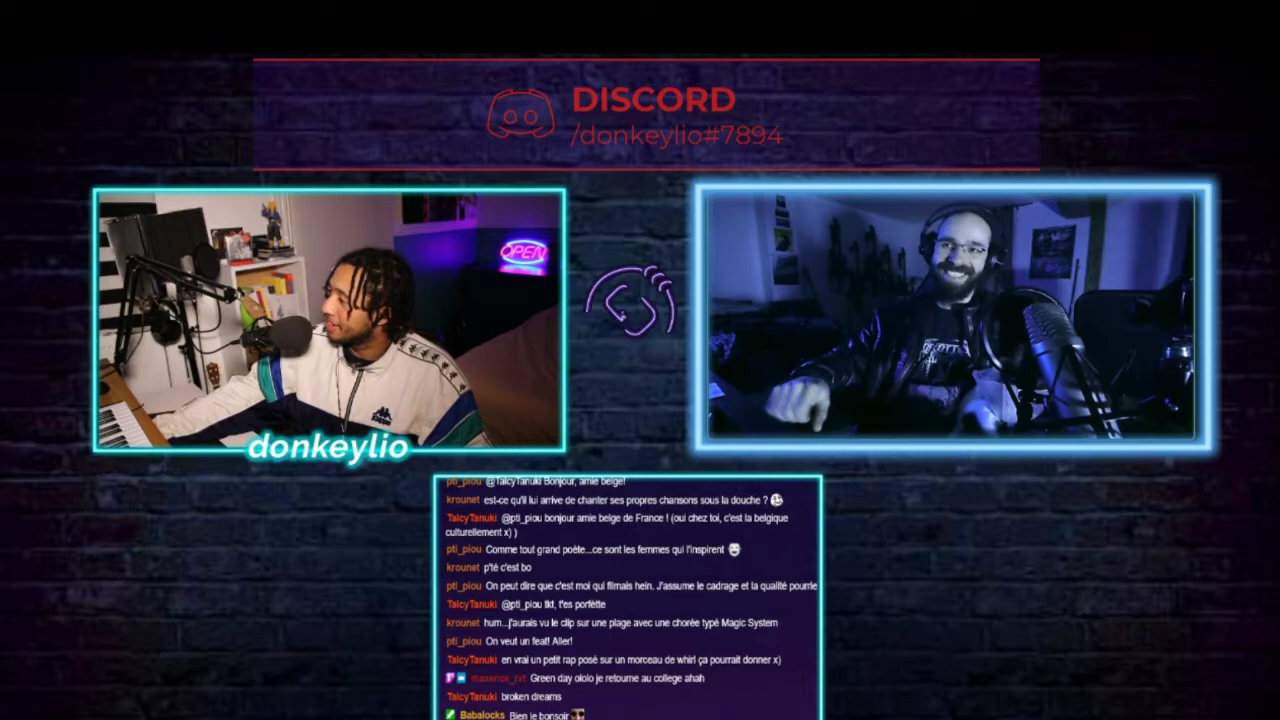 DISCORD
/donkeylio#7894
OPEN
Kappa
donkeylio
pti_piou @TalcyTanuki Bonjour, amie belge!
krounet est-ce qu'il lui arrive de chanter ses propres chansons sous la douche ?
TalcyTanuki @pti_piou bonjour amie belge de France ! (oui chez toi, c'est la belgique
culturellement x) )
pti_piou Comme tout grand poète...ce sont les femmes qui l'inspirent
krounet p'té c'est bo
pti_piou On peut dire que c'est moi qui filmais hein. J'assume le cadrage et la qualité pourrie
TalcyTanuki @pti_piou tkt, t'es porfétte
krounet hum...j'aurais vu le clip sur une plage avec une chorée typé Magic System
pti_piou On veut un feat! Aller!
TalcyTanuki en vrai un petit rap posé sur un morceau de whirl ça pourrait donner x)
maxence_rvt Green day ololo je retourne au college ahah
TalcyTanuki broken dreams
Babalocks Bien le bonsoir